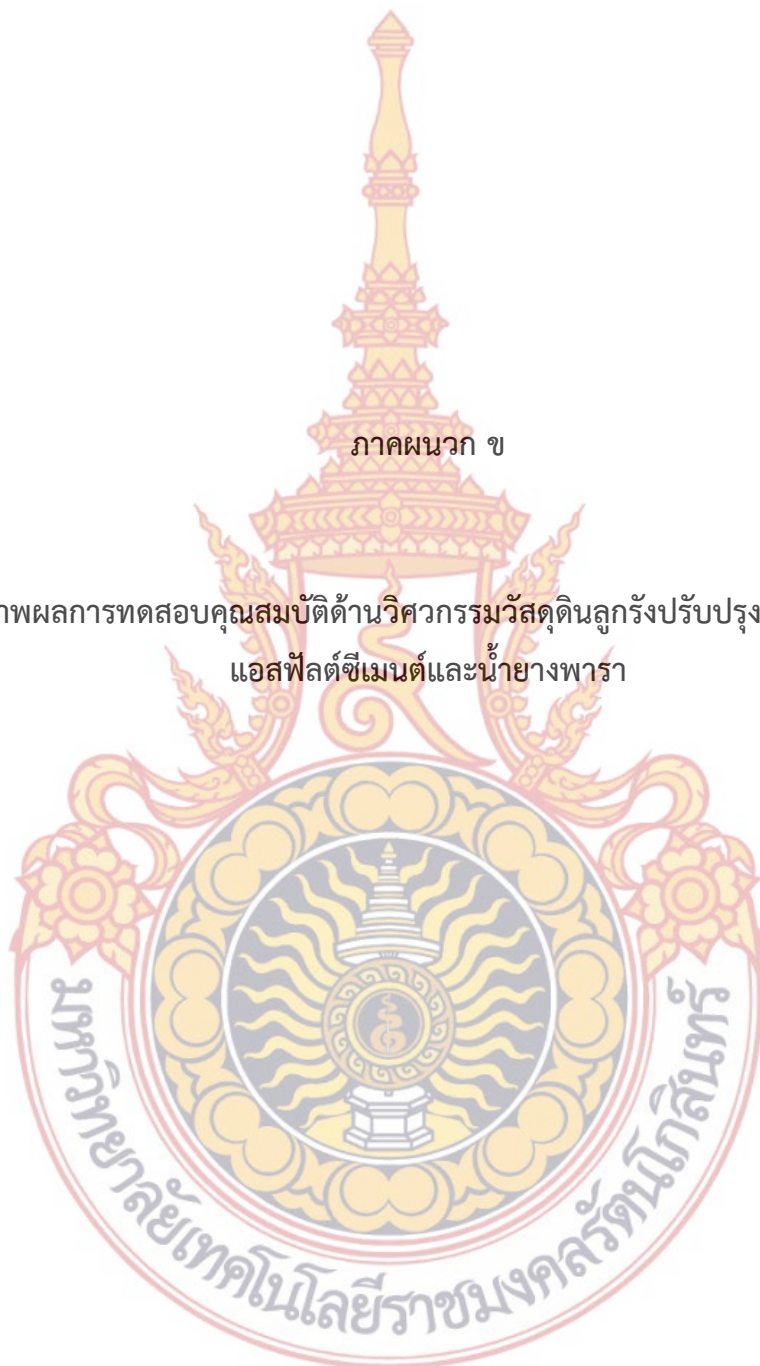 ภาคผนวก ข
าพผลการทดสอบคุณสมบัติด้านวิศวกรรมวัสดุดินลูกรังปรับปรุง
แอสฟัลต์ซีเมนต์และน้ำยางพารา
มหาวิทยาลัยเทคโนโลยีราชมงคลรัตนโกสินทร์